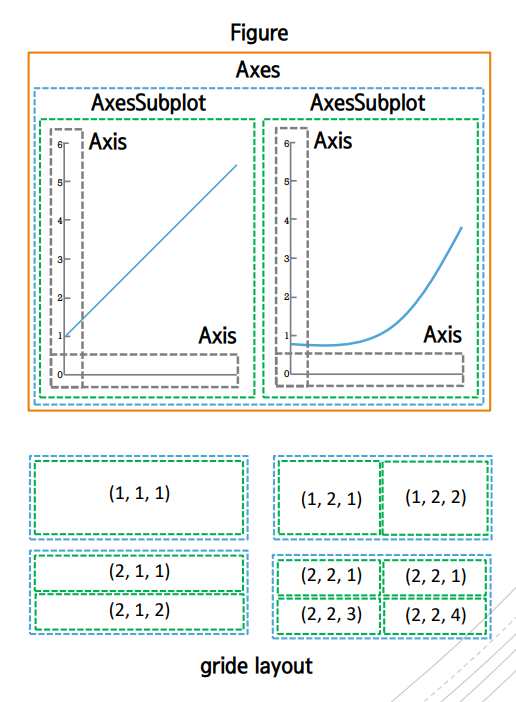 Figure
Axes
AxesSubplot AxesSubplot
Axis Axis
6 6
5 5
4 4
3 3
2 2
1 1
Axis Axis
0 0
(1, 1, 1) (1, 2, 1) (1, 2, 2)
(2, 1, 1) (2, 2, 1) (2, 2, 1)
(2, 1, 2) (2, 2, 3) (2, 2, 4)
gride layout